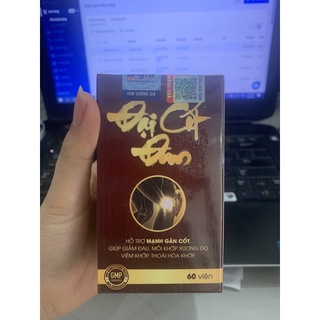 TEM CHỐNG GIẢ
Đại Cốt
Đan
HỖ TRỢ MẠNH GÂN CỐT
GIÚP GIẢM ĐAU, MỎI KHỚP XƯƠNG DO
VIÊM KHỚP, THOÁI HÓA KHỚP
GMP
60 viên